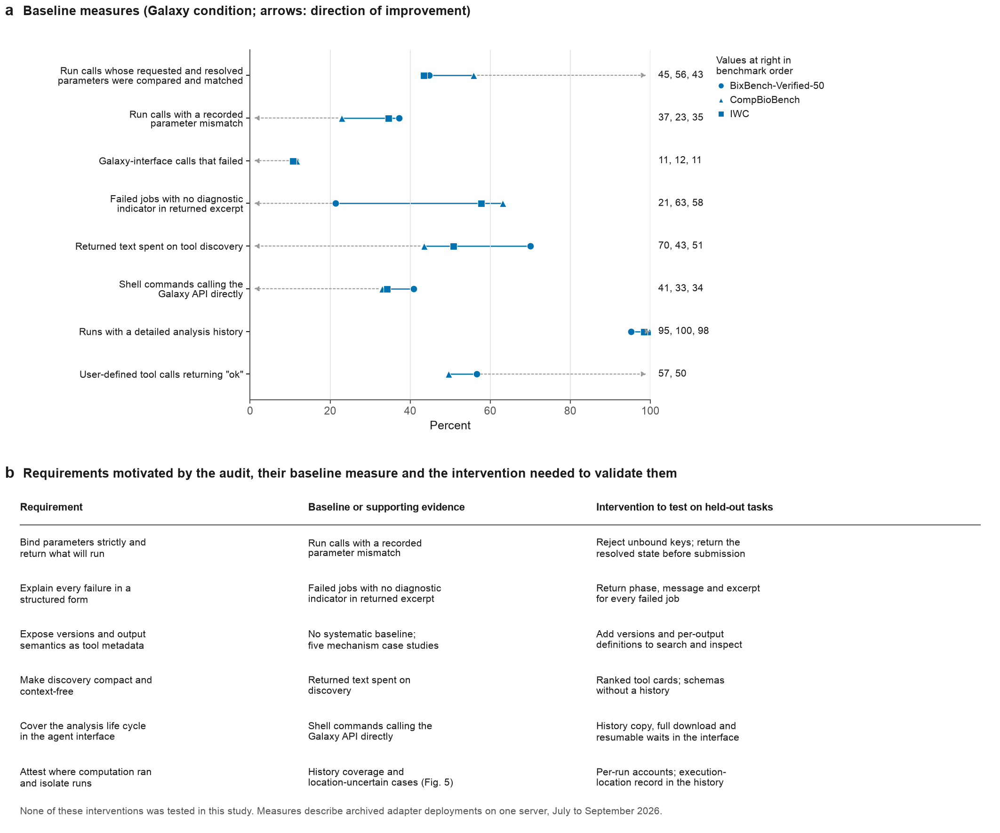 a Baseline measures (Galaxy condition; arrows: direction of improvement)
Values at right in
benchmark order
BixBench-Verified-50
CompBioBench
IWC
Run calls whose requested and resolved
parameters were compared and matched
45, 56, 43
Run calls with a recorded
parameter mismatch
37, 23, 35
Galaxy-interface calls that failed
11, 12, 11
Failed jobs with no diagnostic
indicator in returned excerpt
21, 63, 58
Returned text spent on tool discovery
70, 43, 51
Shell commands calling the
Galaxy API directly
41, 33, 34
Runs with a detailed analysis history
95, 100, 98
User-defined tool calls returning "ok"
57, 50
0 20 40 60 80 100
Percent
b Requirements motivated by the audit, their baseline measure and the intervention needed to validate them
Requirement
Baseline or supporting evidence
Intervention to test on held-out tasks
Bind parameters strictly and
return what will run
Run calls with a recorded
parameter mismatch
Reject unbound keys; return the
resolved state before submission
Explain every failure in a
structured form
Failed jobs with no diagnostic
indicator in returned excerpt
Return phase, message and excerpt
for every failed job
Expose versions and output
semantics as tool metadata
No systematic baseline;
five mechanism case studies
Add versions and per-output
definitions to search and inspect
Make discovery compact and
context-free
Returned text spent on
discovery
Ranked tool cards; schemas
without a history
Cover the analysis life cycle
in the agent interface
Shell commands calling the
Galaxy API directly
History copy, full download and
resumable waits in the interface
Attest where computation ran
and isolate runs
History coverage and
location-uncertain cases (Fig. 5)
Per-run accounts; execution-
location record in the history
None of these interventions was tested in this study. Measures describe archived adapter deployments on one server, July to September 2026.